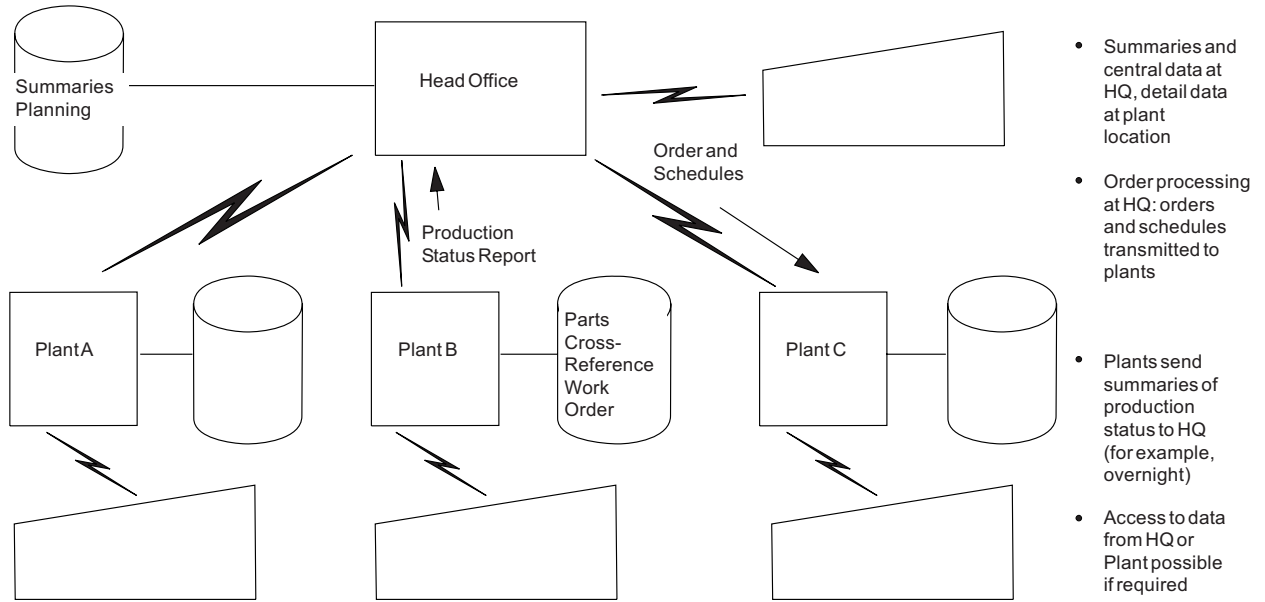 Summaries
Planning
Head Office
Order and
Schedules
Production
Status Report
Plant A
Plant B
Parts
Cross-
Reference
Work
Order
Plant C
• Summaries and
central data at
HQ, detail data
at plant
location
• Order processing
at HQ: orders
and schedules
transmitted to
plants
• Plants send
summaries of
production
status to HQ
(for example,
overnight)
• Access to data
from HQ or
Plant possible
if required